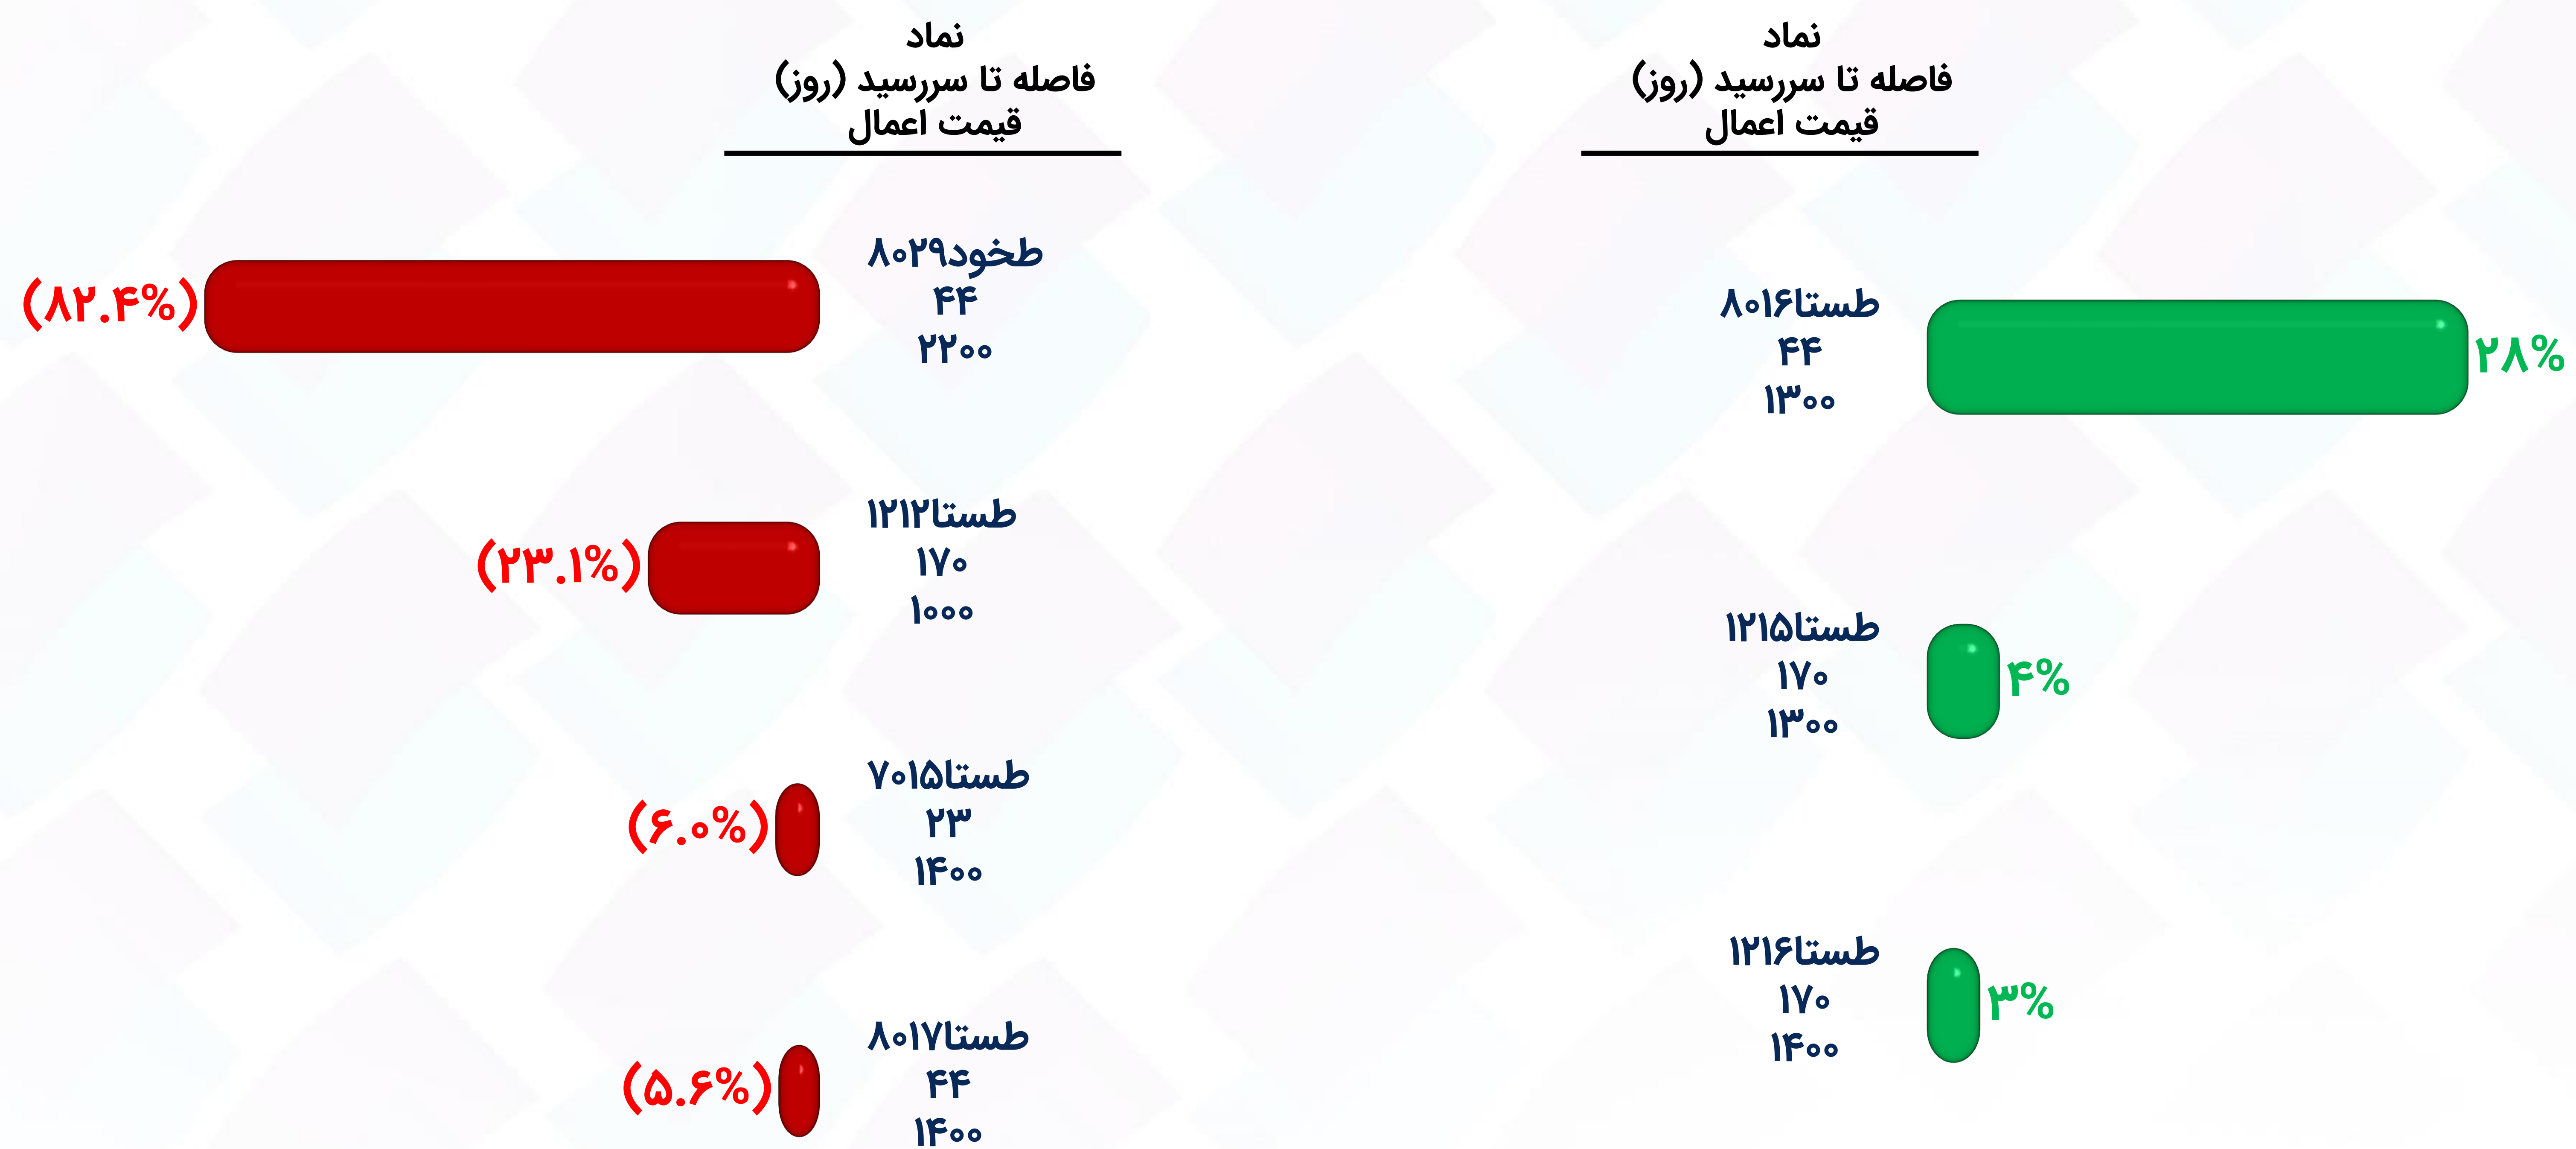 نماد
فاصله تا سررسید (روز)
قیمت اعمال
طستا۸۰۱۶
۴۴
۱۳۰۰
۲۸%
طستا۱۲۱۵
۱۷۰
۱۳۰۰
۴%
طستا۱۲۱۶
۱۷۰
۱۴۰۰
۳%
نماد
فاصله تا سررسید (روز)
قیمت اعمال
طخود۸۰۲۹
۴۴
۲۲۰۰
(۸۲.۴%)
طستا۱۲۱۲
۱۷۰
۱۰۰۰
(۲۳.۱%)
طستا۷۰۱۵
۲۳
۱۴۰۰
(۶.۰%)
طستا۸۰۱۷
۴۴
۱۴۰۰
(۵.۶%)